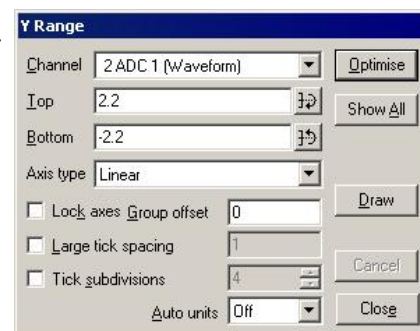 Y Range
Channel 2 ADC 1 (Waveform) Optimise
Top 2.2 Show All
Bottom -2.2
Axis type Linear
Lock axes Group offset 0 Draw
Large tick spacing 1
Tick subdivisions 4 Cancel
Auto units Off Close